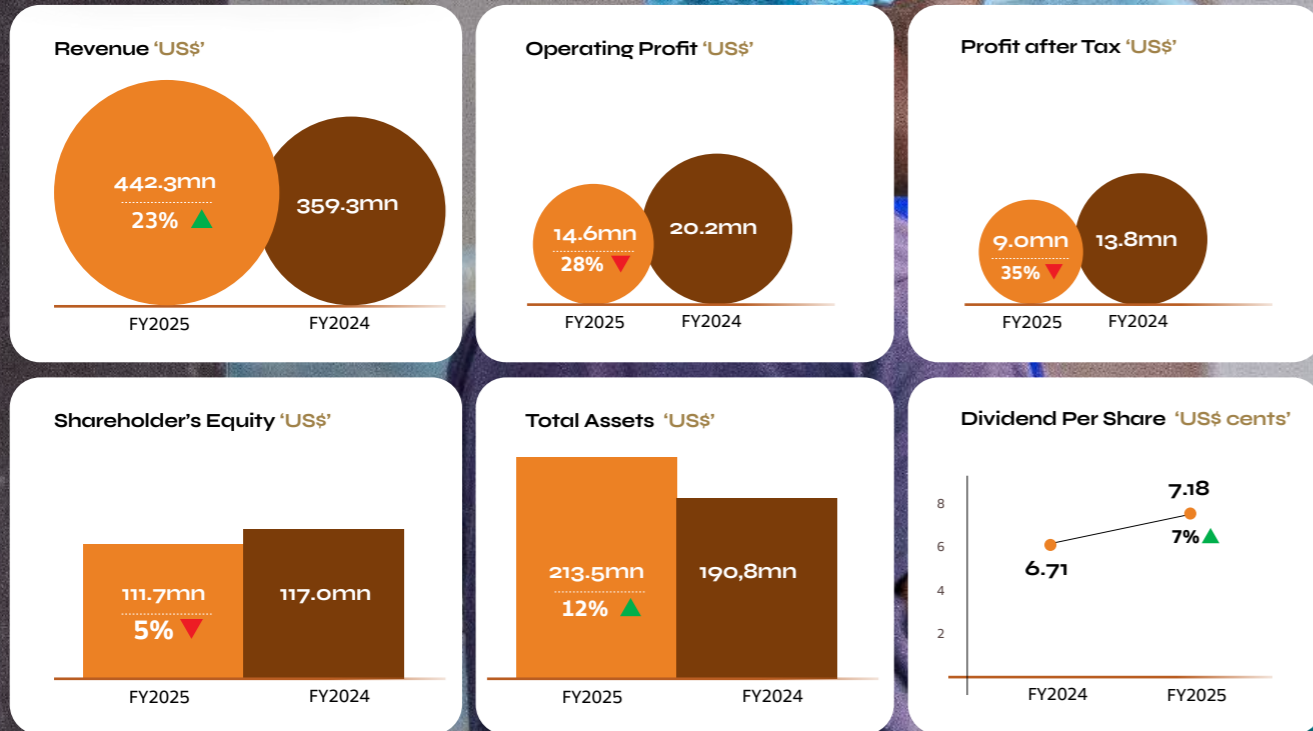 Revenue ‘US$’
442.3mn
23%
359.3mn
FY2025
FY2024
Operating Profit ‘US$’
14.6mn
28%
20.2mn
FY2025
FY2024
Profit after Tax ‘US$’
9.0mn
35%
13.8mn
FY2025
FY2024
Shareholder’s Equity ‘US$’
111.7mn
5%
117.0mn
FY2025
FY2024
Total Assets ‘US$’
213.5mn
12%
190,8mn
FY2025
FY2024
Dividend Per Share ‘US$ cents’
8
6
4
2
6.71
7.18
7%
FY2024
FY2025